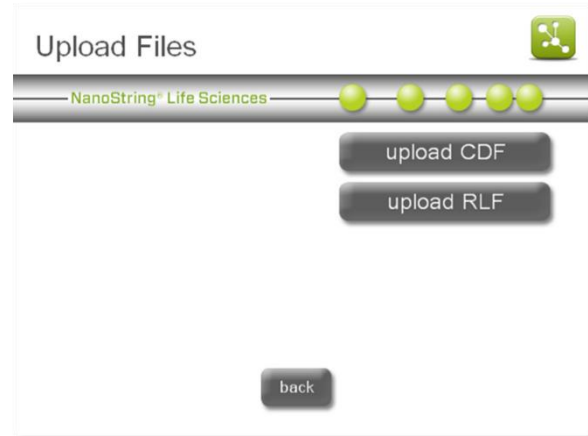 Upload Files
NanoString® Life Sciences
upload CDF
upload RLF
back